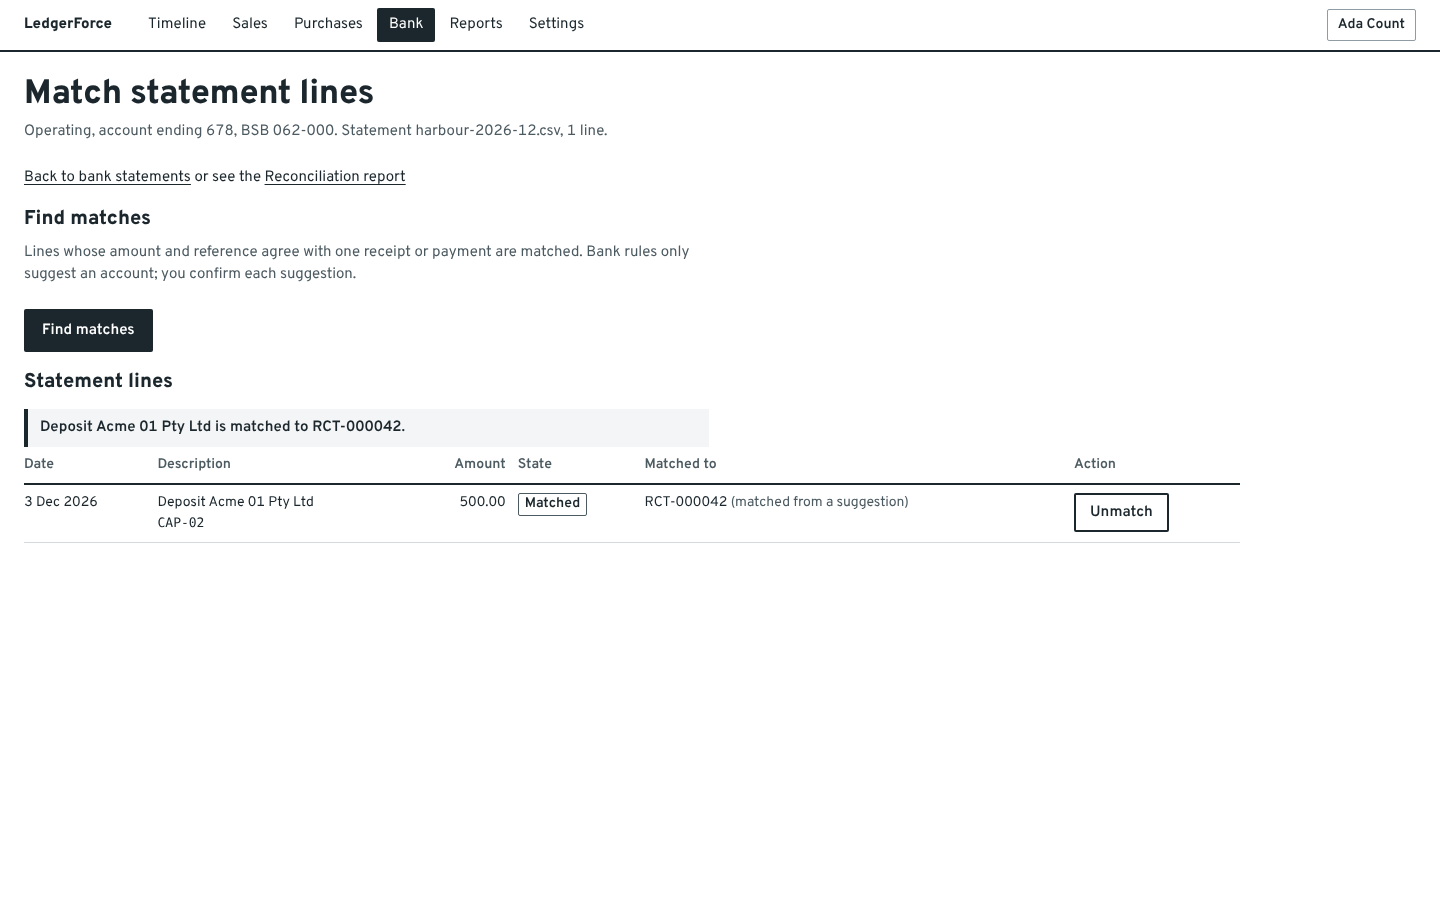 LedgerForce Timeline Sales Purchases Bank Reports Settings Ada Count
Match statement lines
Operating, account ending 678, BSB 062-000. Statement harbour-2026-12.csv, 1 line.
Back to bank statements or see the Reconciliation report
Find matches
Lines whose amount and reference agree with one receipt or payment are matched. Bank rules only
suggest an account; you confirm each suggestion.
Find matches
Statement lines
Deposit Acme 01 Pty Ltd is matched to RCT-000042.
Date Description Amount State Matched to Action
3 Dec 2026 Deposit Acme 01 Pty Ltd 500.00 Matched RCT-000042 (matched from a suggestion) Unmatch
CAP-02